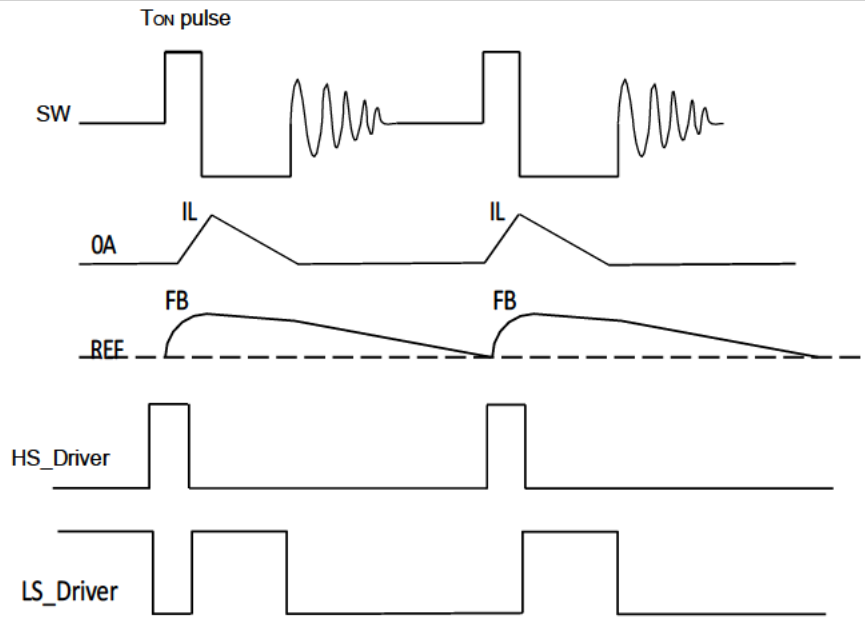 TON pulse
SW
IL
IL
0A
FB
FB
REF
HS_Driver
LS_Driver